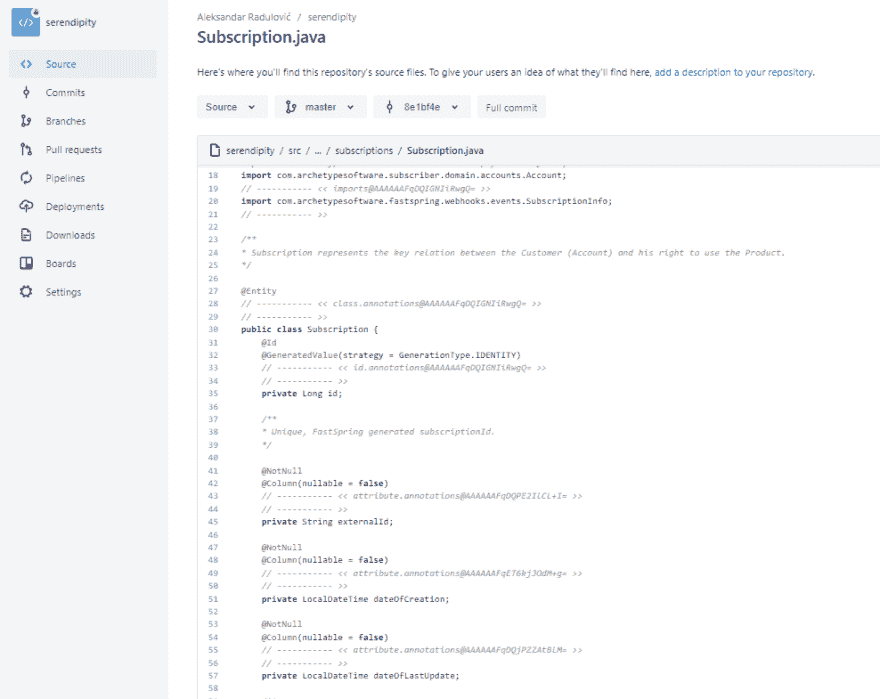 serendipity
Source
Commits
Branches
Pull requests
Pipelines
Deployments
Downloads
Boards
Settings
Aleksandar Radulović / serendipity
Subscription.java
Here's where you'll find this repository's source files. To give your users an idea of what they'll find here, add a description to your repository.
Source master 8e1bf4e Full commit
serendipity / src / ... / subscriptions / Subscription.java
18 import com.archetypesoftware.subscriber.domain.accounts.Account;
19 // ----------- << imports@AAAAAAFqDQIGNIiRwgQ= >>
20 import com.archetypesoftware.fastspring.webhooks.events.SubscriptionInfo;
21 // ----------- >>
22
23 /**
24 * Subscription represents the key relation between the Customer (Account) and his right to use the Product.
25 */
26
27 @Entity
28 // ----------- << class.annotations@AAAAAAFqDQIGNIiRwgQ= >>
29 // ----------- >>
30 public class Subscription {
31 @Id
32 @GeneratedValue(strategy = GenerationType.IDENTITY)
33 // ----------- << id.annotations@AAAAAAFqDQIGNIiRwgQ= >>
34 // ----------- >>
35 private Long id;
36
37 /**
38 * Unique, FastSpring generated subscriptionId.
39 */
40
41 @NotNull
42 @Column(nullable = false)
43 // ----------- << attribute.annotations@AAAAAAFqDQPE2IlCL+I= >>
44 // ----------- >>
45 private String externalId;
46
47 @NotNull
48 @Column(nullable = false)
49 // ----------- << attribute.annotations@AAAAAAFqET6kjJOdM+g= >>
50 // ----------- >>
51 private LocalDateTime dateOfCreation;
52
53 @NotNull
54 @Column(nullable = false)
55 // ----------- << attribute.annotations@AAAAAAFqDQjPZZAtBLM= >>
56 // ----------- >>
57 private LocalDateTime dateOfLastUpdate;
58